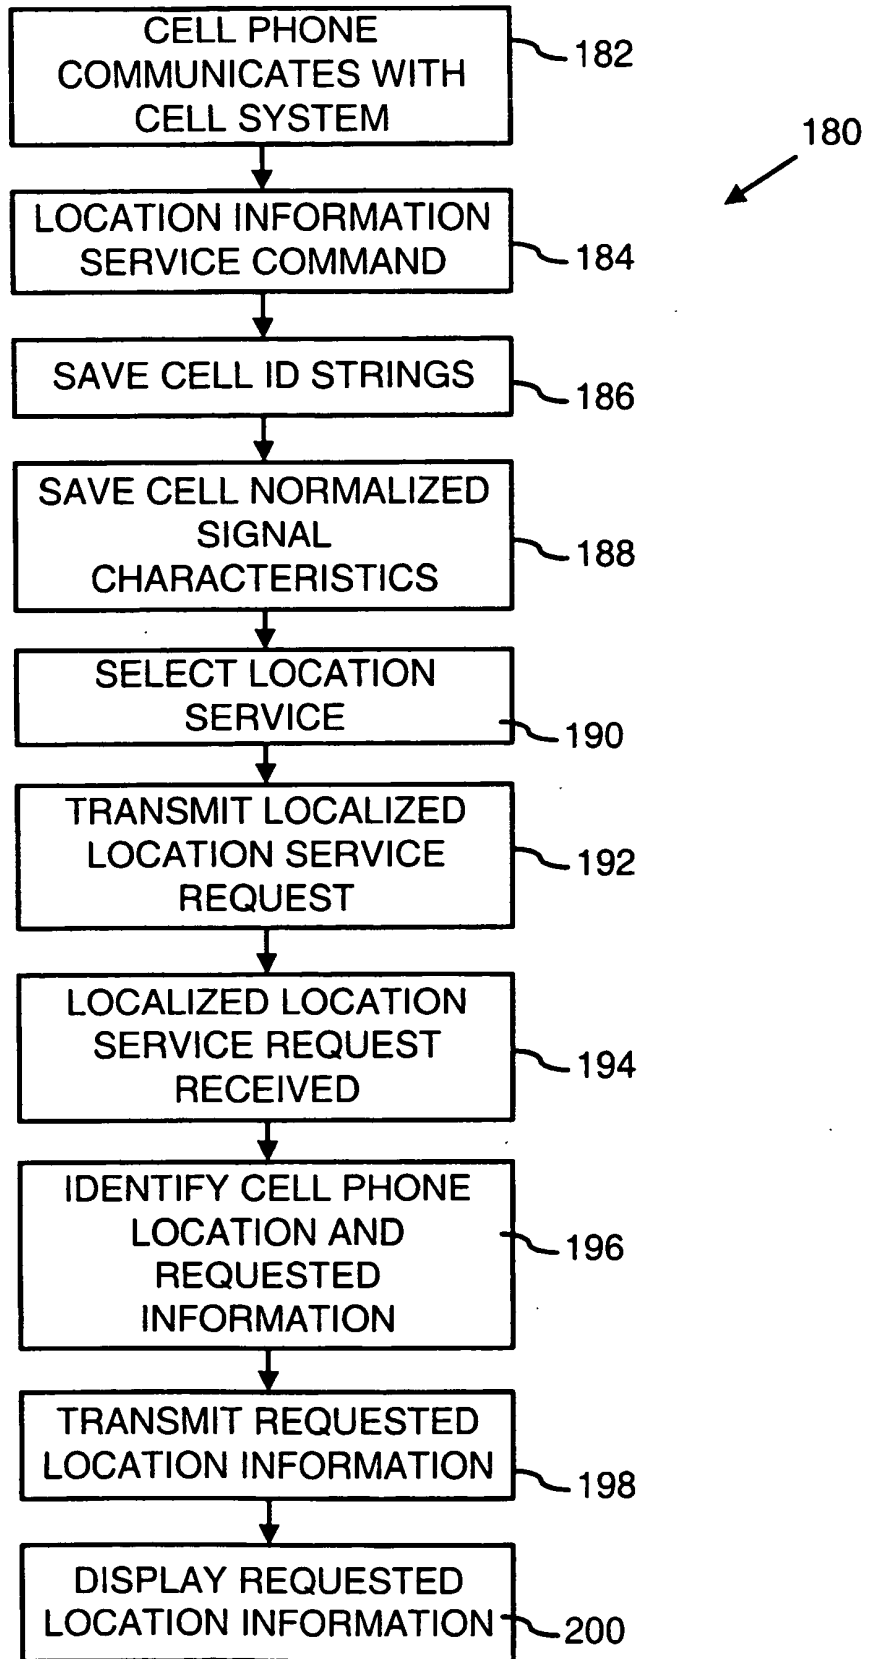 CELL PHONE
COMMUNICATES WITH
CELL SYSTEM
182
180
LOCATION INFORMATION
SERVICE COMMAND
184
SAVE CELL ID STRINGS
186
SAVE CELL NORMALIZED
SIGNAL
CHARACTERISTICS
188
SELECT LOCATION
SERVICE
190
TRANSMIT LOCALIZED
LOCATION SERVICE
REQUEST
192
LOCALIZED LOCATION
SERVICE REQUEST
RECEIVED
194
IDENTIFY CELL PHONE
LOCATION AND
REQUESTED
INFORMATION
196
TRANSMIT REQUESTED
LOCATION INFORMATION
198
DISPLAY REQUESTED
LOCATION INFORMATION
200